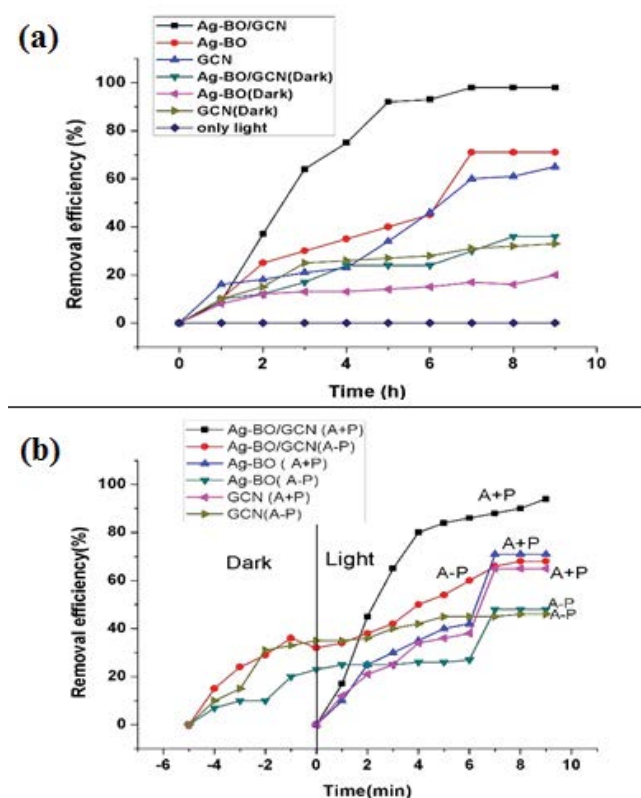 (a)
Ag-BO/GCN
Ag-BO
GCN
Ag-BO/GCN(Dark)
Ag-BO(Dark)
GCN(Dark)
only light
Removal efficiency (%)
100
80
60
40
20
0
0 2 4 6 8 10
Time (h)
(b)
Ag-BO/GCN (A+P)
Ag-BO/GCN(A-P)
Ag-BO ( A+P)
Ag-BO( A-P)
GCN (A+P)
GCN(A-P)
Removal efficiency(%)
100
80
60
40
20
0
Dark Light
A+P
A+P
A-P A+P
A-P
A-P
-6 -4 -2 0 2 4 6 8 10
Time(min)